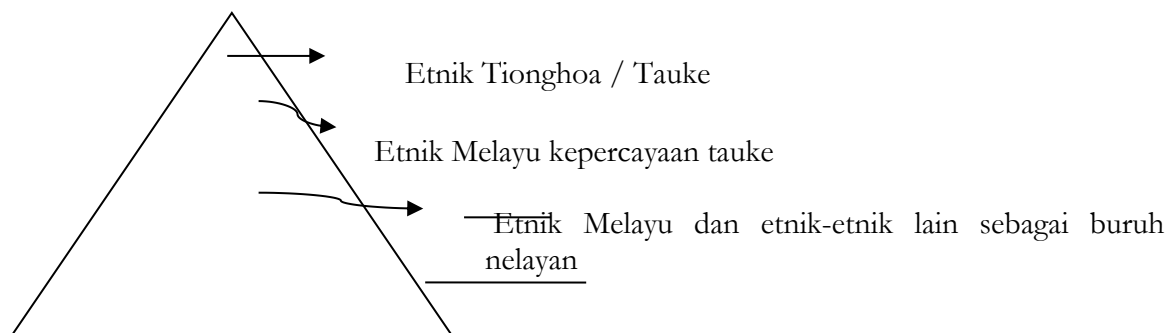 Etnik Tionghoa / Tauke
Etnik Melayu kepercayaan tauke
Etnik Melayu dan etnik-etnik lain sebagai buruh
nelayan